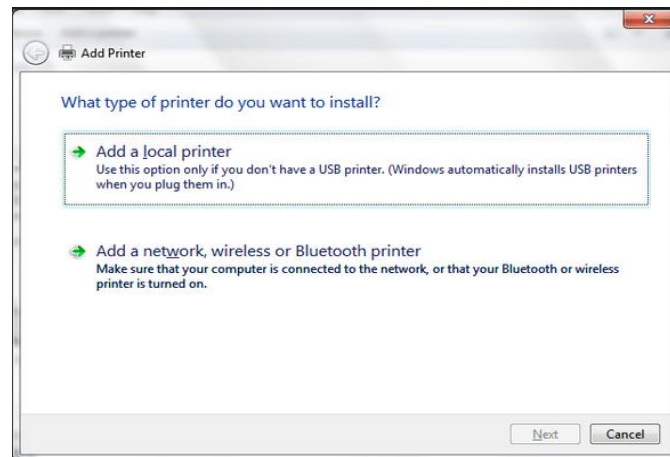 Add Printer
What type of printer do you want to install?
Add a local printer
Use this option only if you don't have a USB printer. (Windows automatically installs USB printers
when you plug them in.)
Add a network, wireless or Bluetooth printer
Make sure that your computer is connected to the network, or that your Bluetooth or wireless
printer is turned on.
Next Cancel